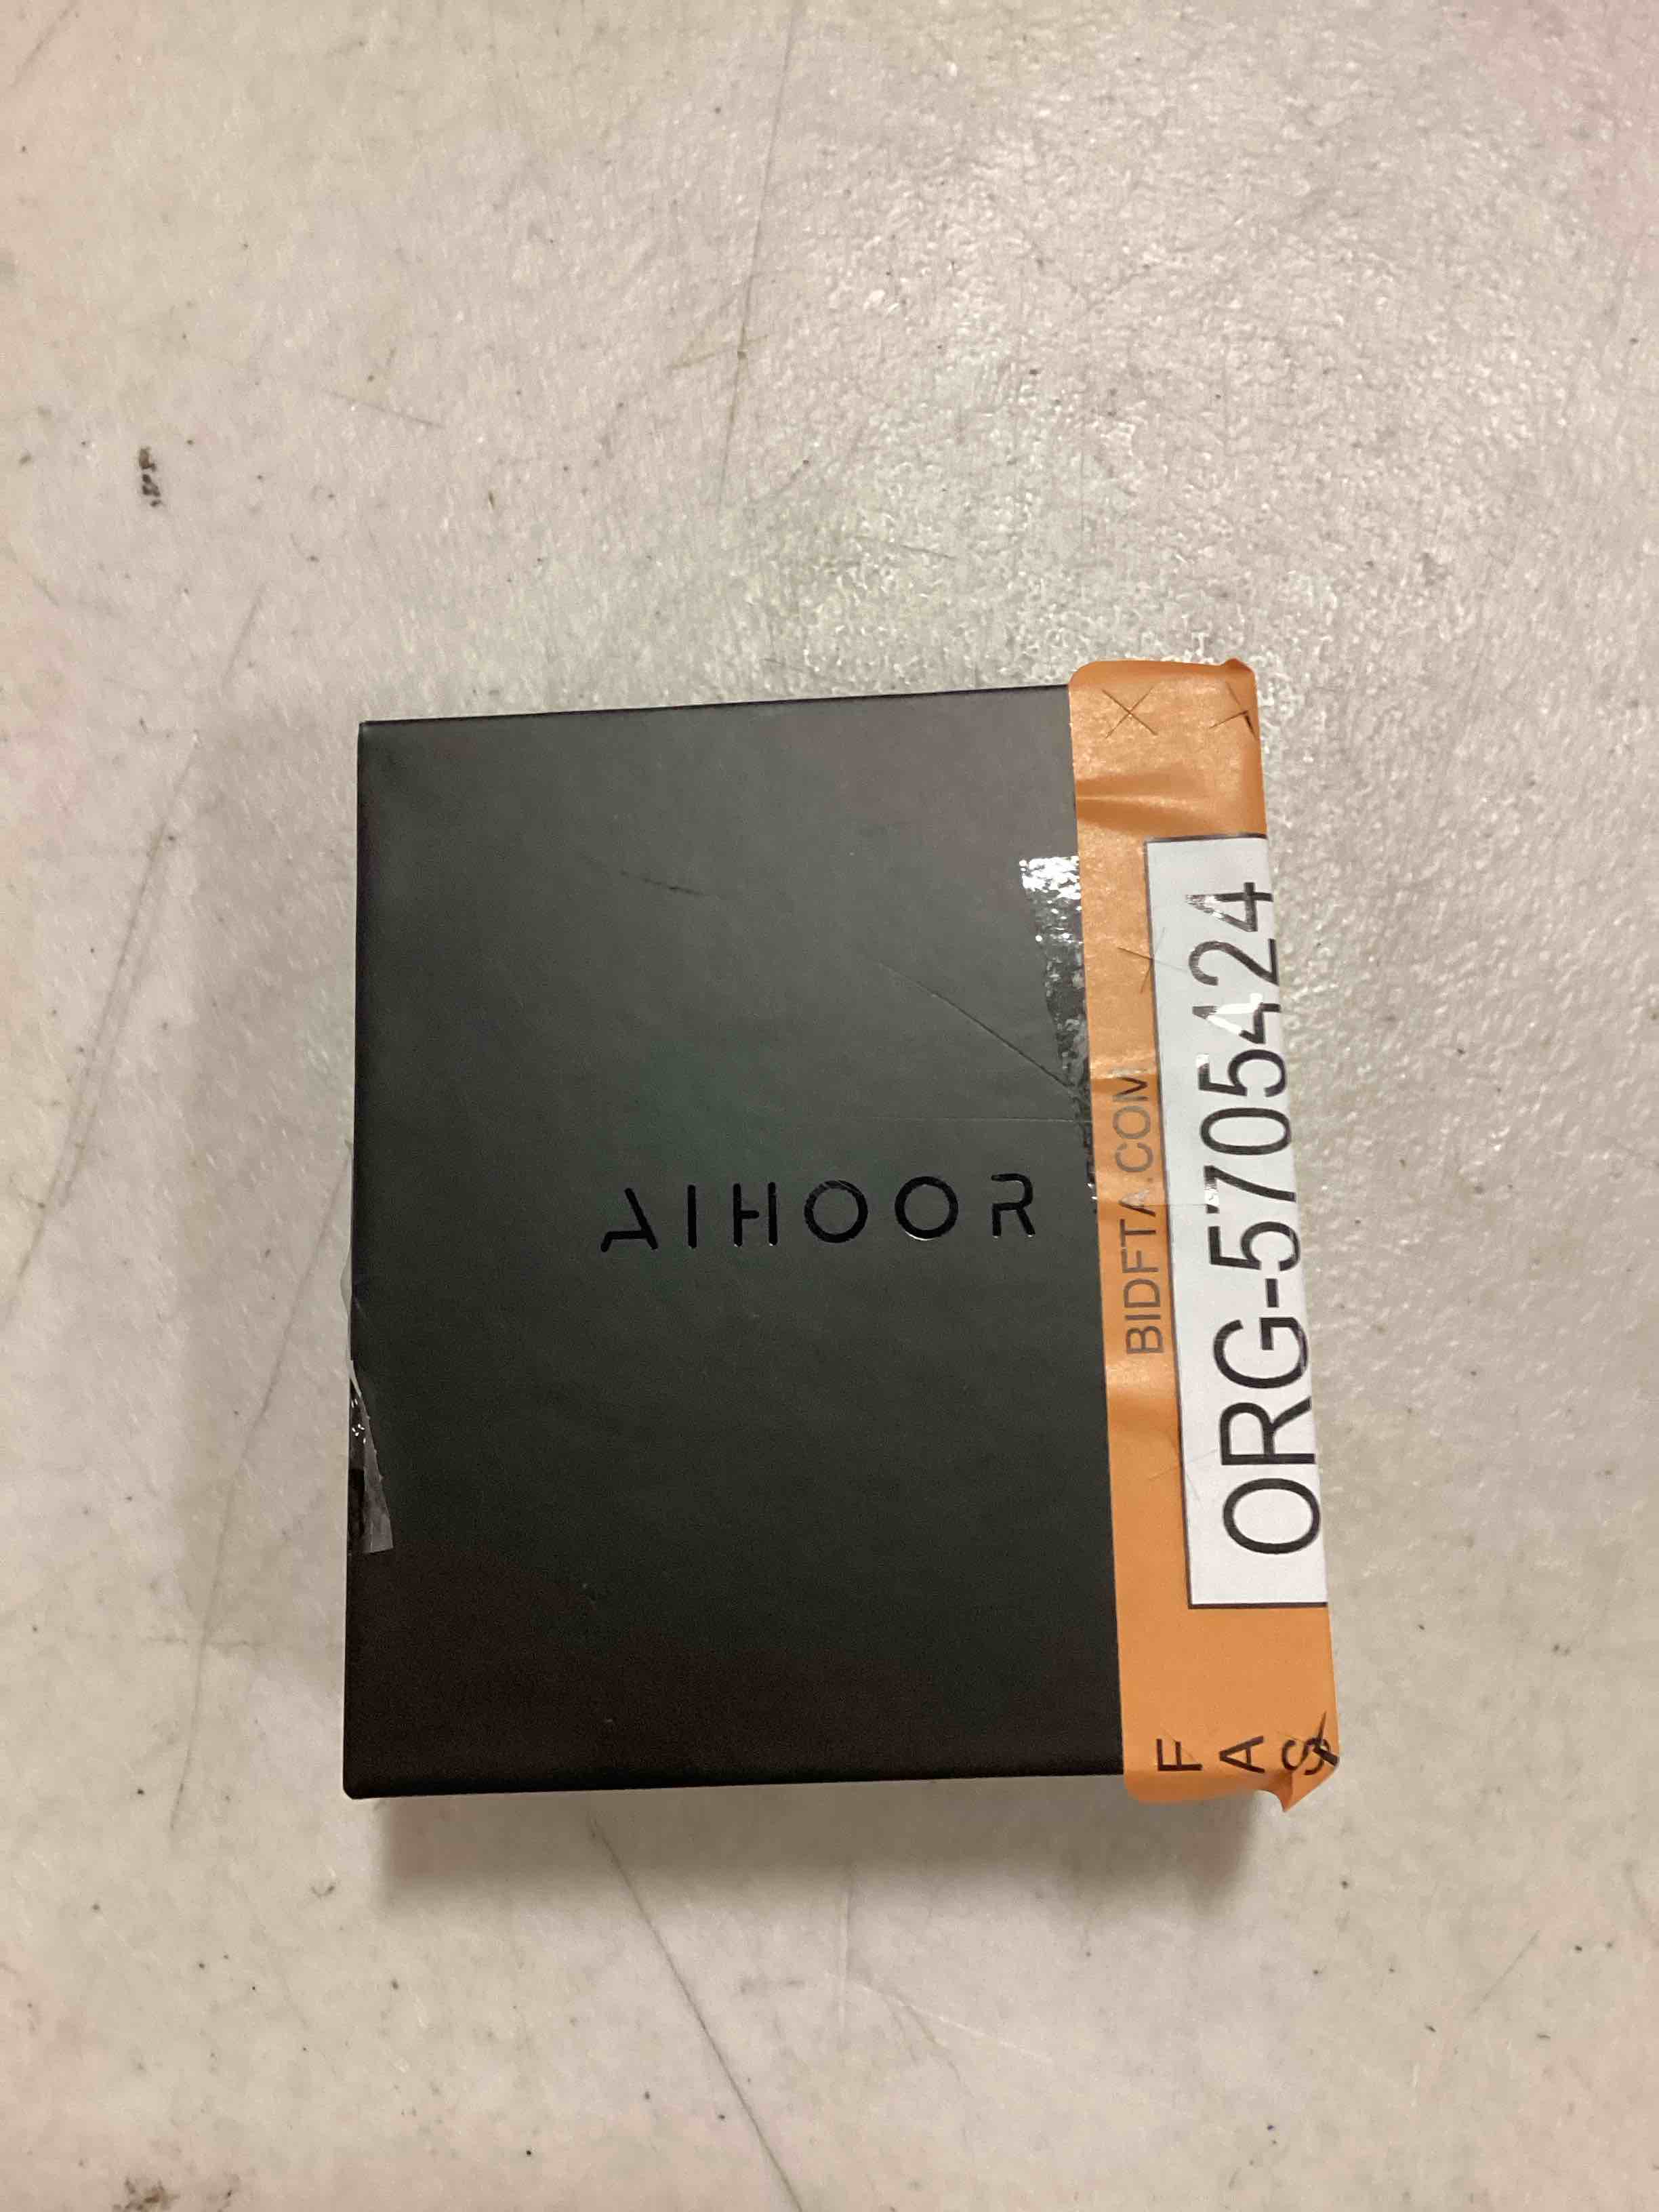 AIHOOR
BIDFTA.COM
ORG-5705424
F
A
S